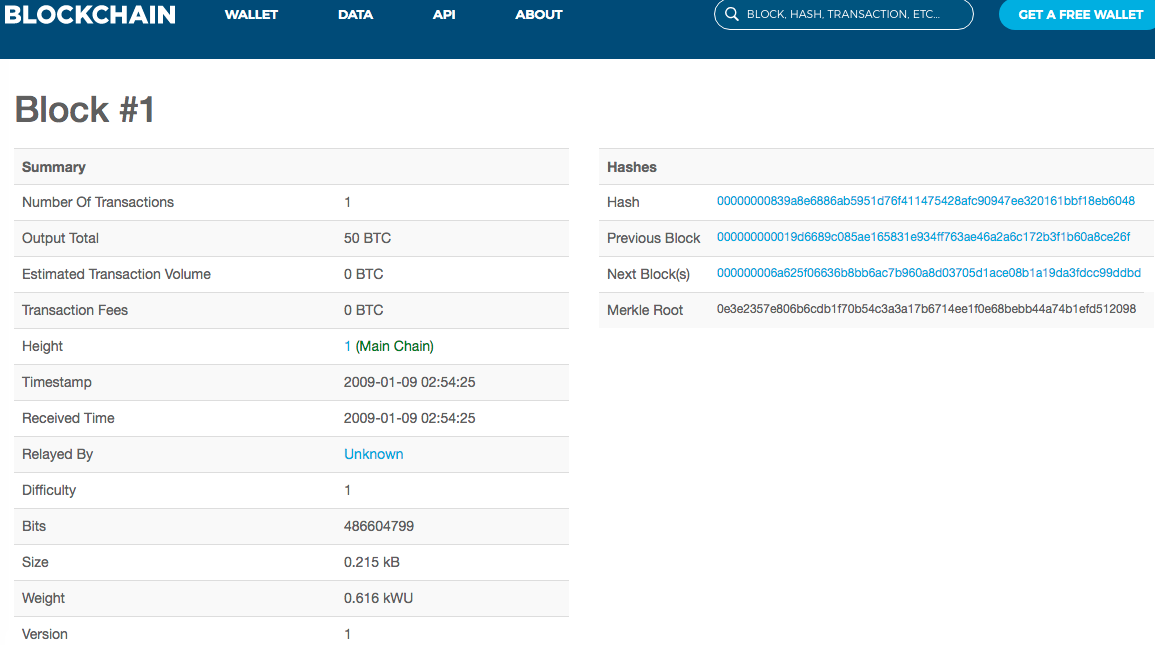 BLOCKCHAIN WALLET DATA API ABOUT BLOCK, HASH, TRANSACTION, ETC... GET A FREE WALLET
Block #1
Summary
Number Of Transactions 1
Output Total 50 BTC
Estimated Transaction Volume 0 BTC
Transaction Fees 0 BTC
Height 1 (Main Chain)
Timestamp 2009-01-09 02:54:25
Received Time 2009-01-09 02:54:25
Relayed By Unknown
Difficulty 1
Bits 486604799
Size 0.215 kB
Weight 0.616 kWU
Version 1
Hashes
Hash 00000000839a8e6886ab5951d76f411475428afc90947ee320161bbf18eb6048
Previous Block 000000000019d6689c085ae165831e934ff763ae46a2a6c172b3f1b60a8ce26f
Next Block(s) 000000006a625f06636b8bb6ac7b960a8d03705d1ace08b1a19da3fdcc99ddbd
Merkle Root 0e3e2357e806b6cdb1f70b54c3a3a17b6714ee1f0e68bebb44a74b1efd512098